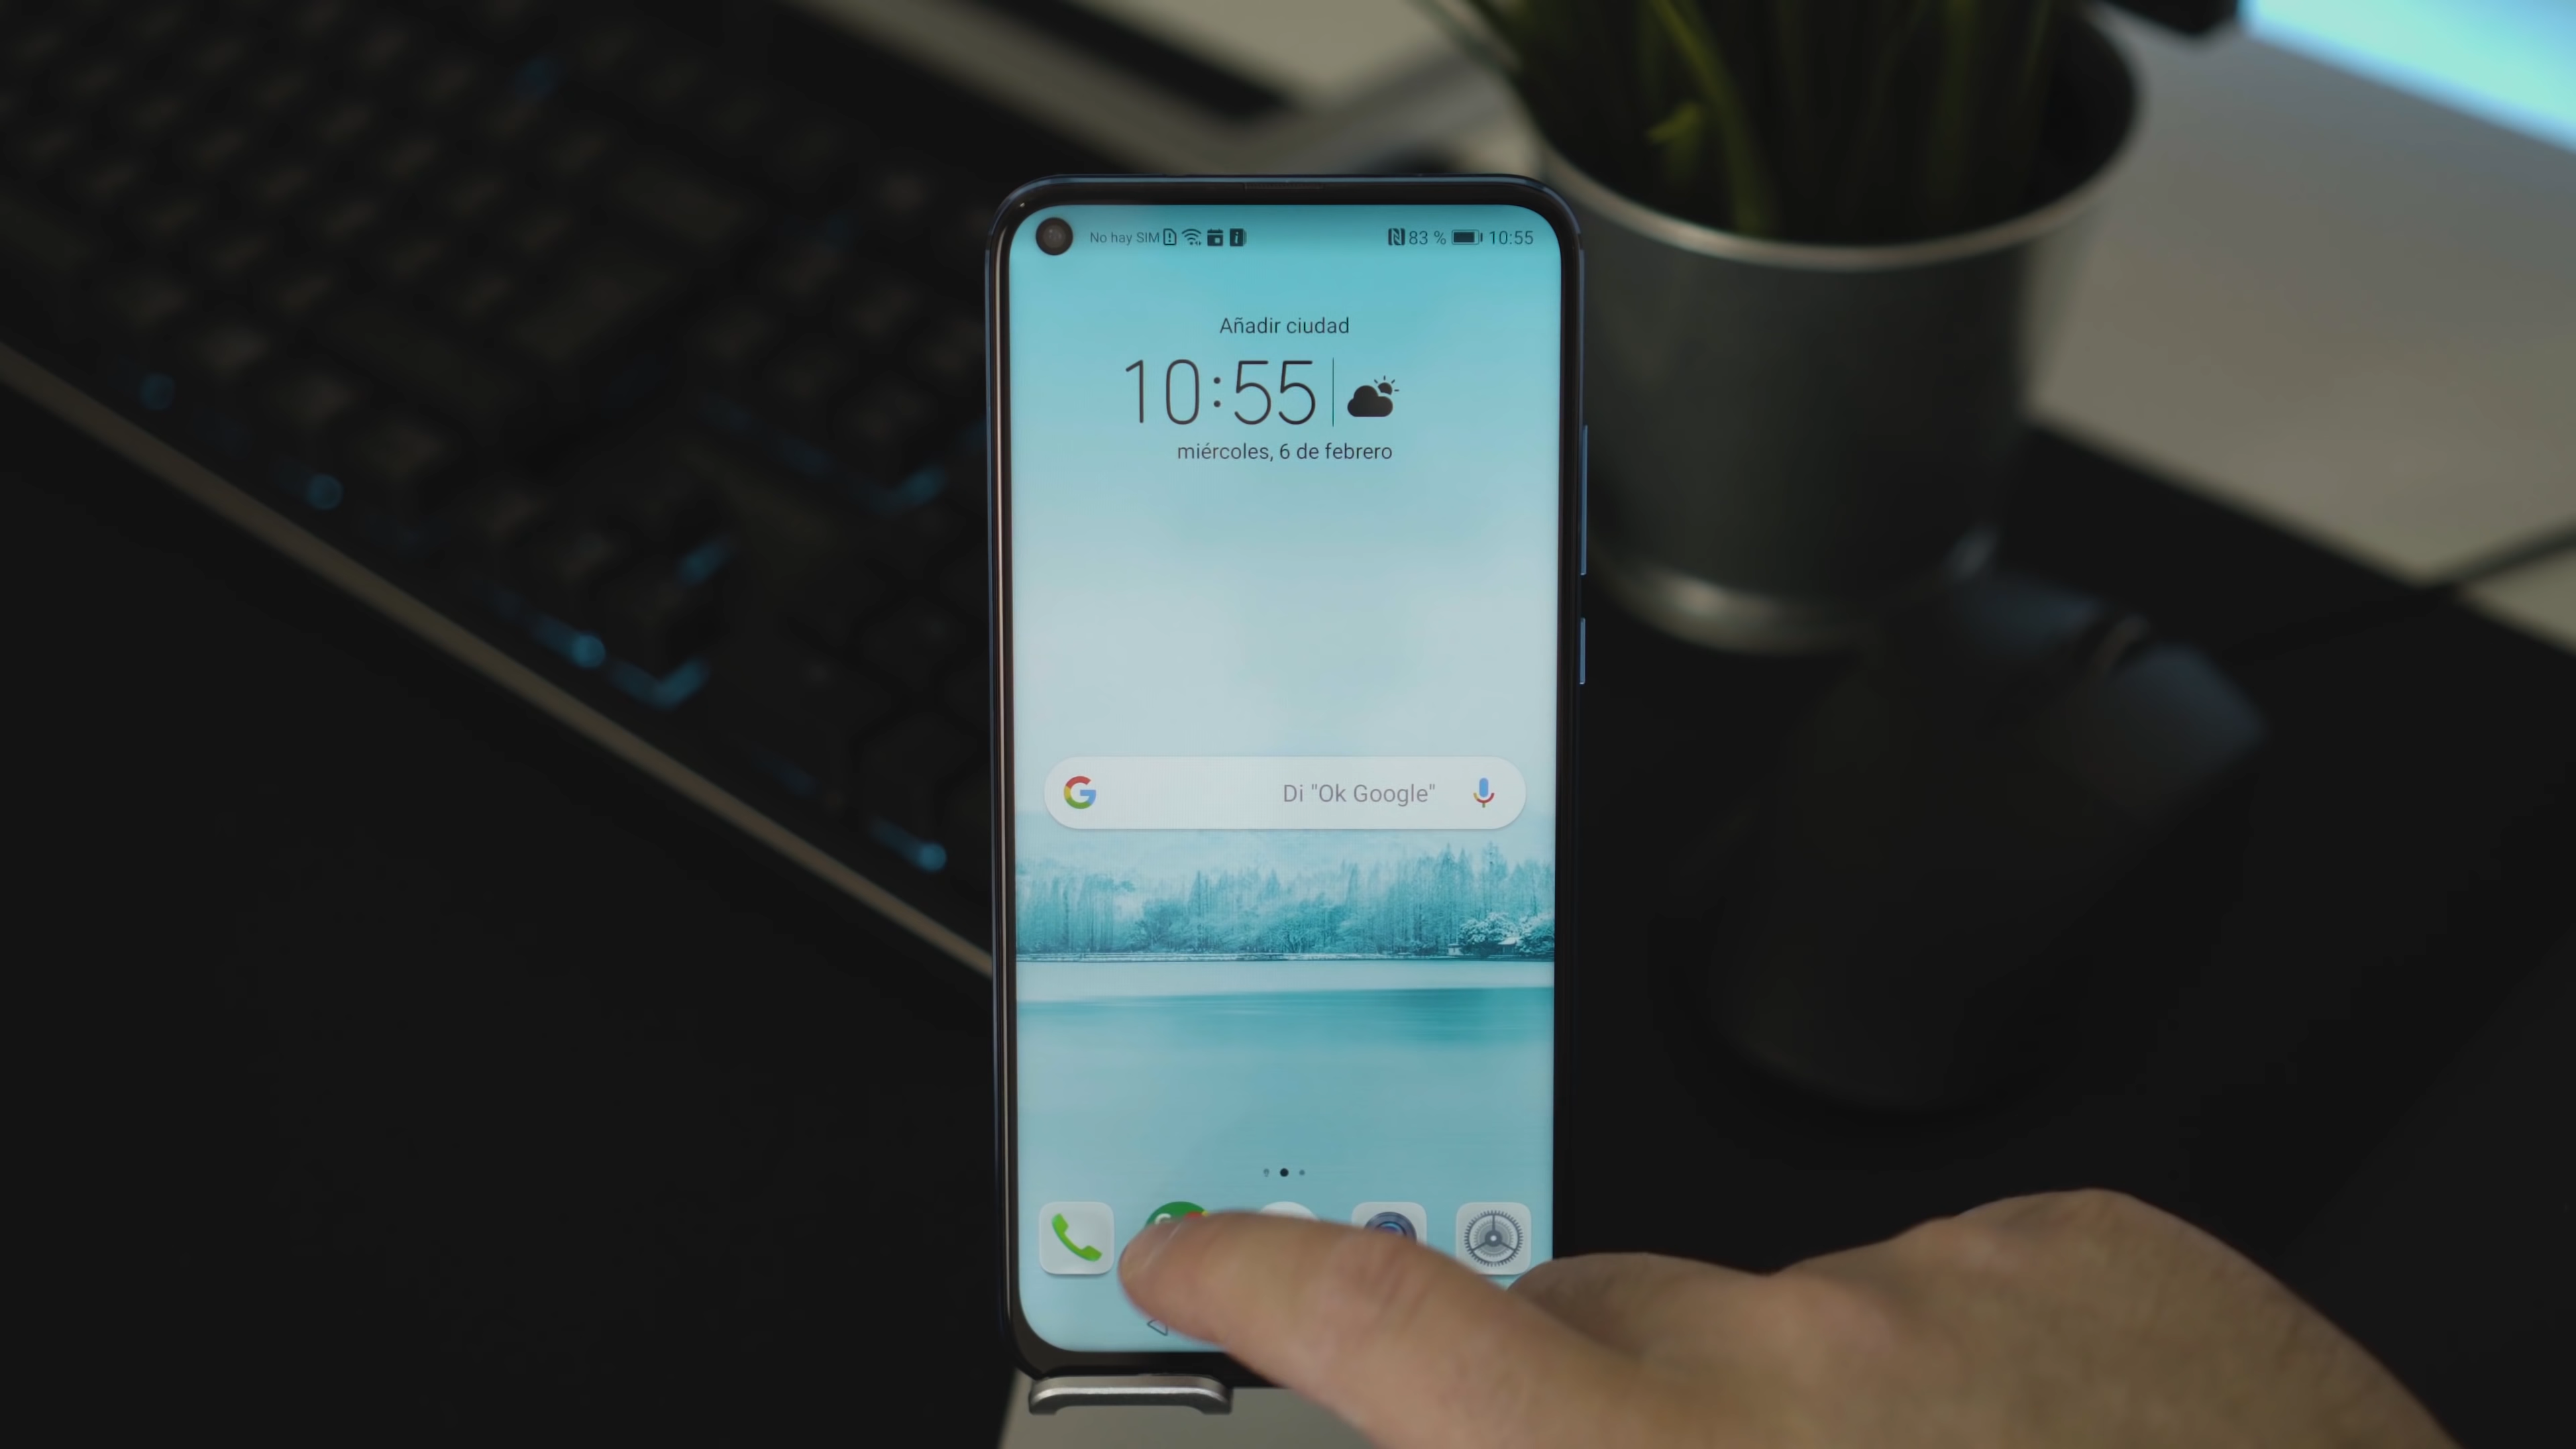 No hay SIM
83 %
10:55
Añadir ciudad
10:55
miércoles, 6 de febrero
Di "Ok Google"